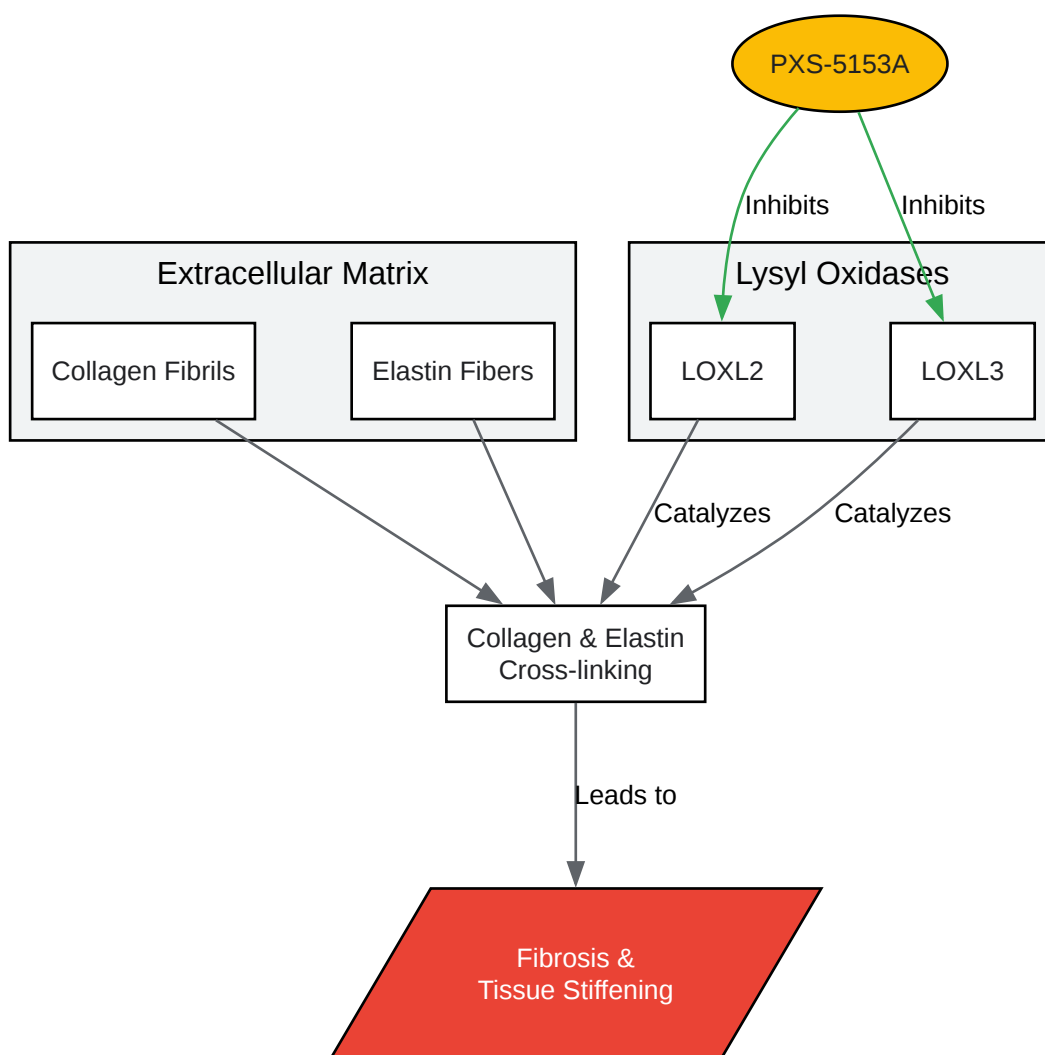 PXS-5153A
Inhibits
Inhibits
Extracellular Matrix
Lysyl Oxidases
Collagen Fibrils
Elastin Fibers
LOXL2
LOXL3
Catalyzes
Catalyzes
Collagen & Elastin
Cross-linking
Leads to
Fibrosis &
Tissue Stiffening